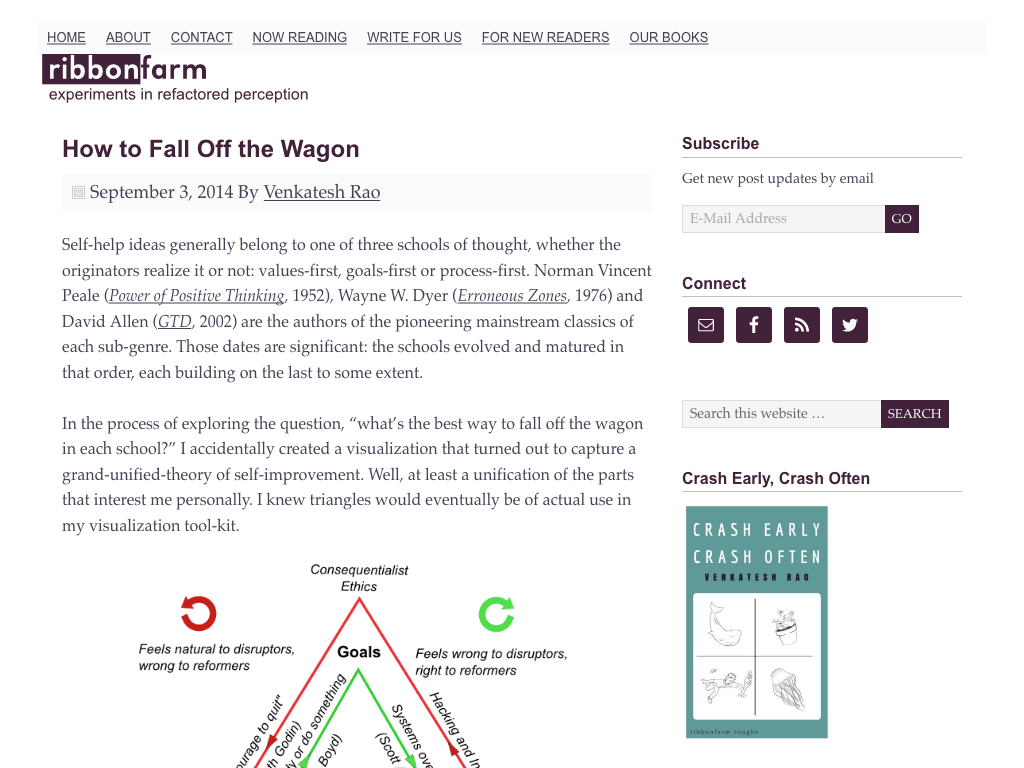 HOME ABOUT CONTACT NOW READING WRITE FOR US FOR NEW READERS OUR BOOKS
ribbonfarm
experiments in refactored perception
How to Fall Off the Wagon
September 3, 2014 By Venkatesh Rao
Self-help ideas generally belong to one of three schools of thought, whether the
originators realize it or not: values-first, goals-first or process-first. Norman Vincent
Peale (Power of Positive Thinking, 1952), Wayne W. Dyer (Erroneous Zones, 1976) and
David Allen (GTD, 2002) are the authors of the pioneering mainstream classics of
each sub-genre. Those dates are significant: the schools evolved and matured in
that order, each building on the last to some extent.
In the process of exploring the question, “what’s the best way to fall off the wagon
in each school?” I accidentally created a visualization that turned out to capture a
grand-unified-theory of self-improvement. Well, at least a unification of the parts
that interest me personally. I knew triangles would eventually be of actual use in
my visualization tool-kit.
Consequentialist
Ethics
Feels natural to disruptors,
wrong to reformers
Goals
Feels wrong to disruptors,
right to reformers
to quit"
Godin)
or do something
Boyd)
Systems
(Scott
Hacking and
Subscribe
Get new post updates by email
E-Mail Address GO
Connect
Search this website … SEARCH
Crash Early, Crash Often
CRASH EARLY
CRASH OFTEN
VENKATESH RAO
ribbonfarm roughs